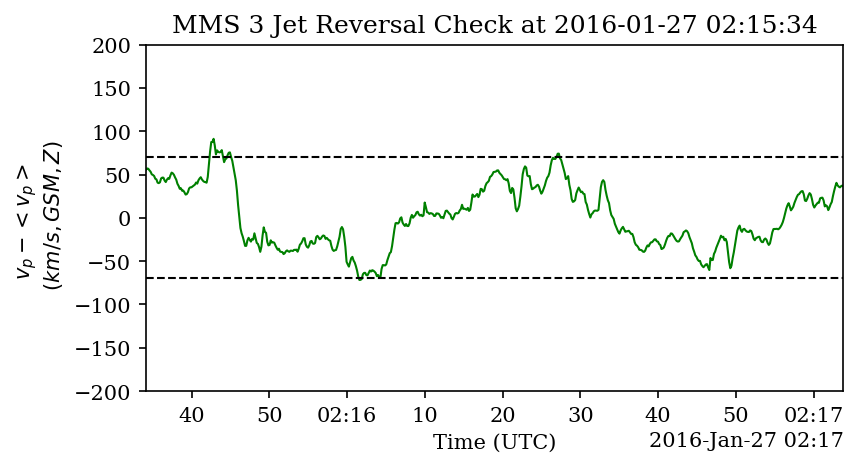 MMS 3 Jet Reversal Check at 2016-01-27 02:15:34
200
150
100
50
0
−50
−100
−150
−200
v_p − < v_p >
(km/s, GSM, Z)
40 50 02:16 10 20 30 40 50 02:17
Time (UTC)
2016-Jan-27 02:17